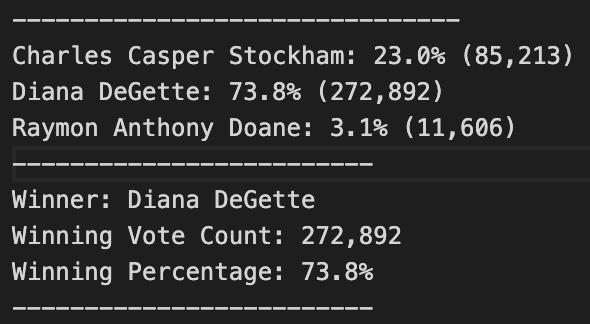 -------------------------------
Charles Casper Stockham: 23.0% (85,213)
Diana DeGette: 73.8% (272,892)
Raymon Anthony Doane: 3.1% (11,606)
-------------------------
Winner: Diana DeGette
Winning Vote Count: 272,892
Winning Percentage: 73.8%
-------------------------